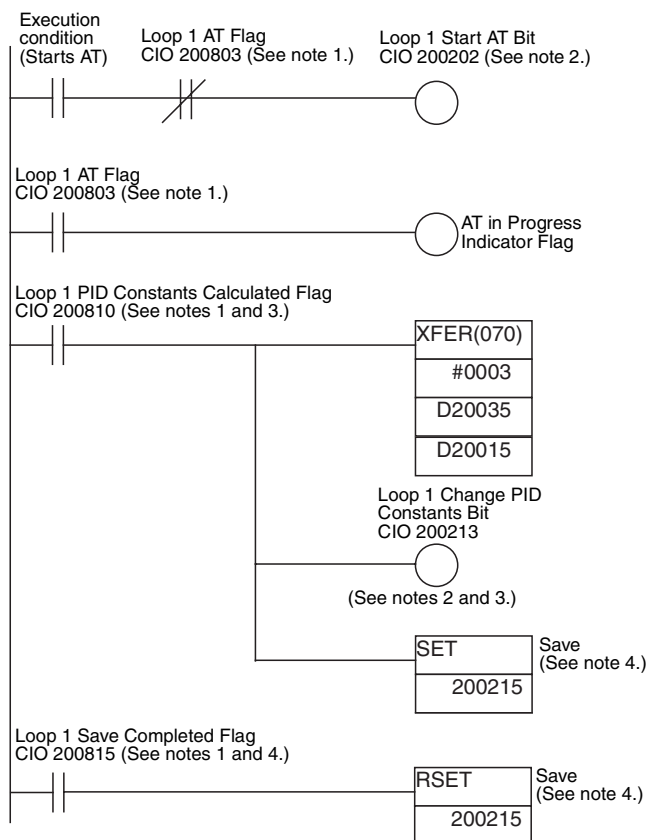 Execution
condition
(Starts AT)
Loop 1 AT Flag
CIO 200803 (See note 1.)
Loop 1 Start AT Bit
CIO 200202 (See note 2.)
Loop 1 AT Flag
CIO 200803 (See note 1.)
AT in Progress
Indicator Flag
Loop 1 PID Constants Calculated Flag
CIO 200810 (See notes 1 and 3.)
XFER(070)
#0003
D20035
D20015
Loop 1 Change PID
Constants Bit
CIO 200213
(See notes 2 and 3.)
SET
200215
Save
(See note 4.)
Loop 1 Save Completed Flag
CIO 200815 (See notes 1 and 4.)
RSET
200215
Save
(See note 4.)